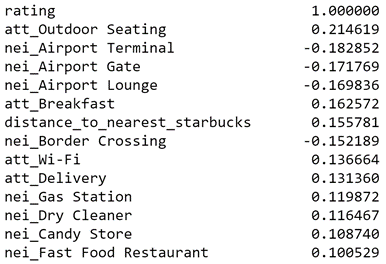 rating 1.000000
att_Outdoor Seating 0.214619
nei_Airport Terminal -0.182852
nei_Airport Gate -0.171769
nei_Airport Lounge -0.169836
att_Breakfast 0.162572
distance_to_nearest_starbucks 0.155781
nei_Border Crossing -0.152189
att_Wi-Fi 0.136664
att_Delivery 0.131360
nei_Gas Station 0.119872
nei_Dry Cleaner 0.116467
nei_Candy Store 0.108740
nei_Fast Food Restaurant 0.100529